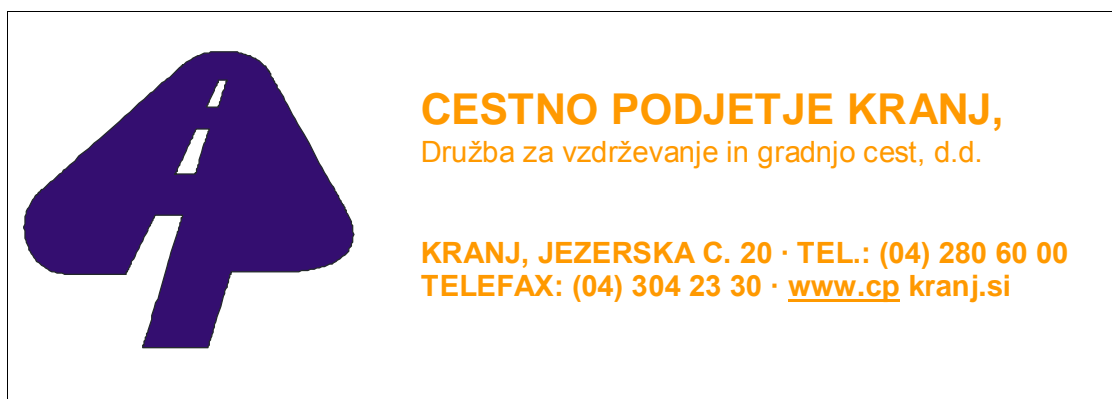 CESTNO PODJETJE KRANJ,
Družba za vzdrževanje in gradnjo cest, d.d.
KRANJ, JEZERSKA C. 20 · TEL.: (04) 280 60 00
TELEFAX: (04) 304 23 30 · www.cp kranj.si